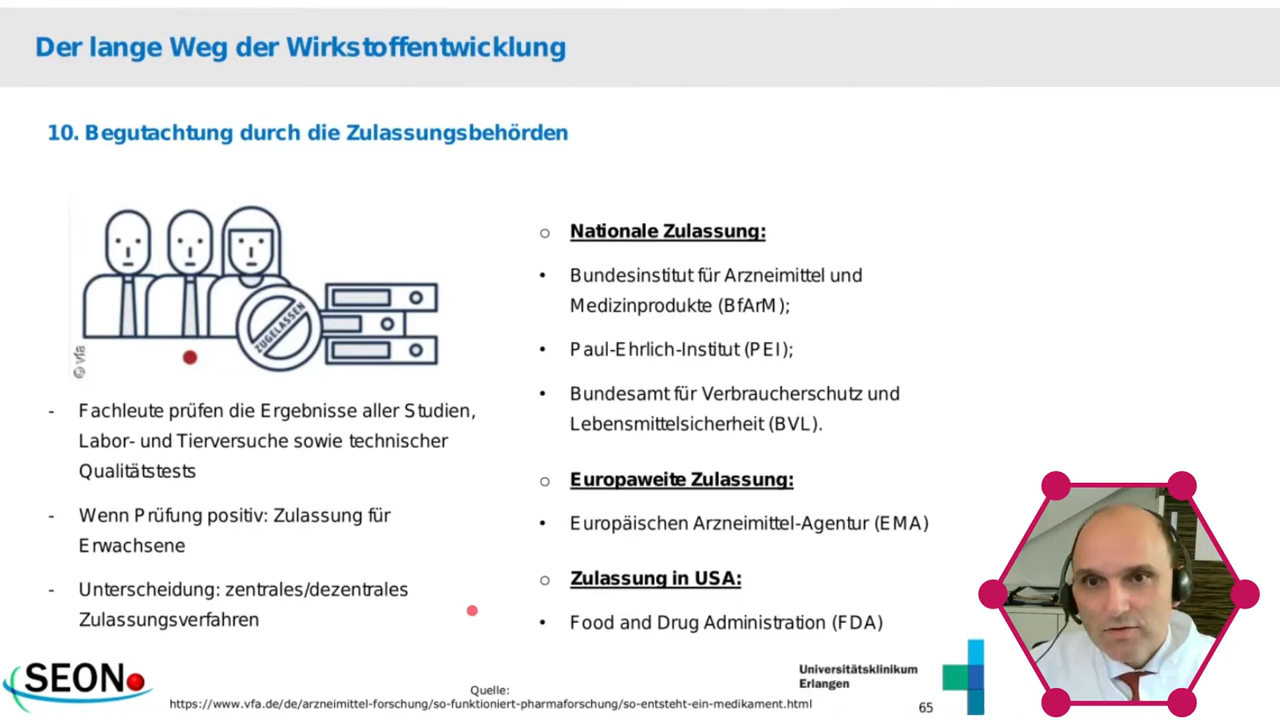 Der lange Weg der Wirkstoffentwicklung
10. Begutachtung durch die Zulassungsbehörden
ZUGELASSEN
© vfa
- Fachleute prüfen die Ergebnisse aller Studien,
Labor- und Tierversuche sowie technischer
Qualitätstests
- Wenn Prüfung positiv: Zulassung für
Erwachsene
- Unterscheidung: zentrales/dezentrales
Zulassungsverfahren
○ Nationale Zulassung:
• Bundesinstitut für Arzneimittel und
Medizinprodukte (BfArM);
• Paul-Ehrlich-Institut (PEI);
• Bundesamt für Verbraucherschutz und
Lebensmittelsicherheit (BVL).
○ Europaweite Zulassung:
• Europäischen Arzneimittel-Agentur (EMA)
○ Zulassung in USA:
• Food and Drug Administration (FDA)
SEON
Quelle:
https://www.vfa.de/de/arzneimittel-forschung/so-funktioniert-pharmaforschung/so-entsteht-ein-medikament.html
Universitätsklinikum
Erlangen
65